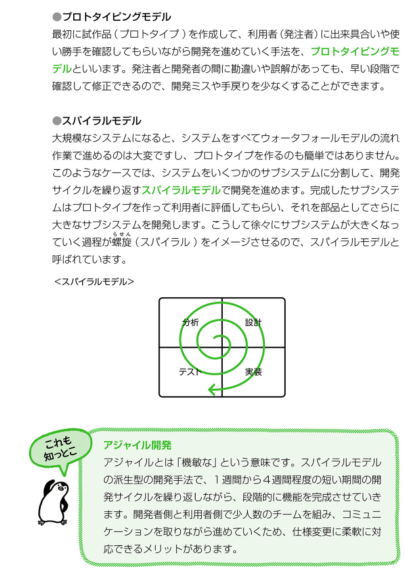 ●プロトタイピングモデル
最初に試作品(プロトタイプ)を作成して、利用者(発注者)に出来具合いや使
い勝手を確認してもらいながら開発を進めていく手法を、プロトタイピングモ
デルといいます。発注者と開発者の間に勘違いや誤解があっても、早い段階で
確認して修正できるので、開発ミスや手戻りを少なくすることができます。
●スパイラルモデル
大規模なシステムになると、システムをすべてウォータフォールモデルの流れ
作業で進めるのは大変ですし、プロトタイプを作るのも簡単ではありません。
このようなケースでは、システムをいくつかのサブシステムに分割して、開発
サイクルを繰り返すスパイラルモデルで開発を進めます。完成したサブシステ
ムはプロトタイプを作って利用者に評価してもらい、それを部品としてさらに
大きなサブシステムを開発します。こうして徐々にサブシステムが大きくなっ
らせん
ていく過程が螺旋(スパイラル)をイメージさせるので、スパイラルモデルと
呼ばれています。
<スパイラルモデル>
分析 設計
テスト 実装
これも
知っとこ
アジャイル開発
アジャイルとは「機敏な」という意味です。スパイラルモデル
の派生型の開発手法で、1週間から4週間程度の短い期間の開
発サイクルを繰り返しながら、段階的に機能を完成させていき
ます。開発者側と利用者側で少人数のチームを組み、コミュニ
ケーションを取りながら進めていくため、仕様変更に柔軟に対
応できるメリットがあります。